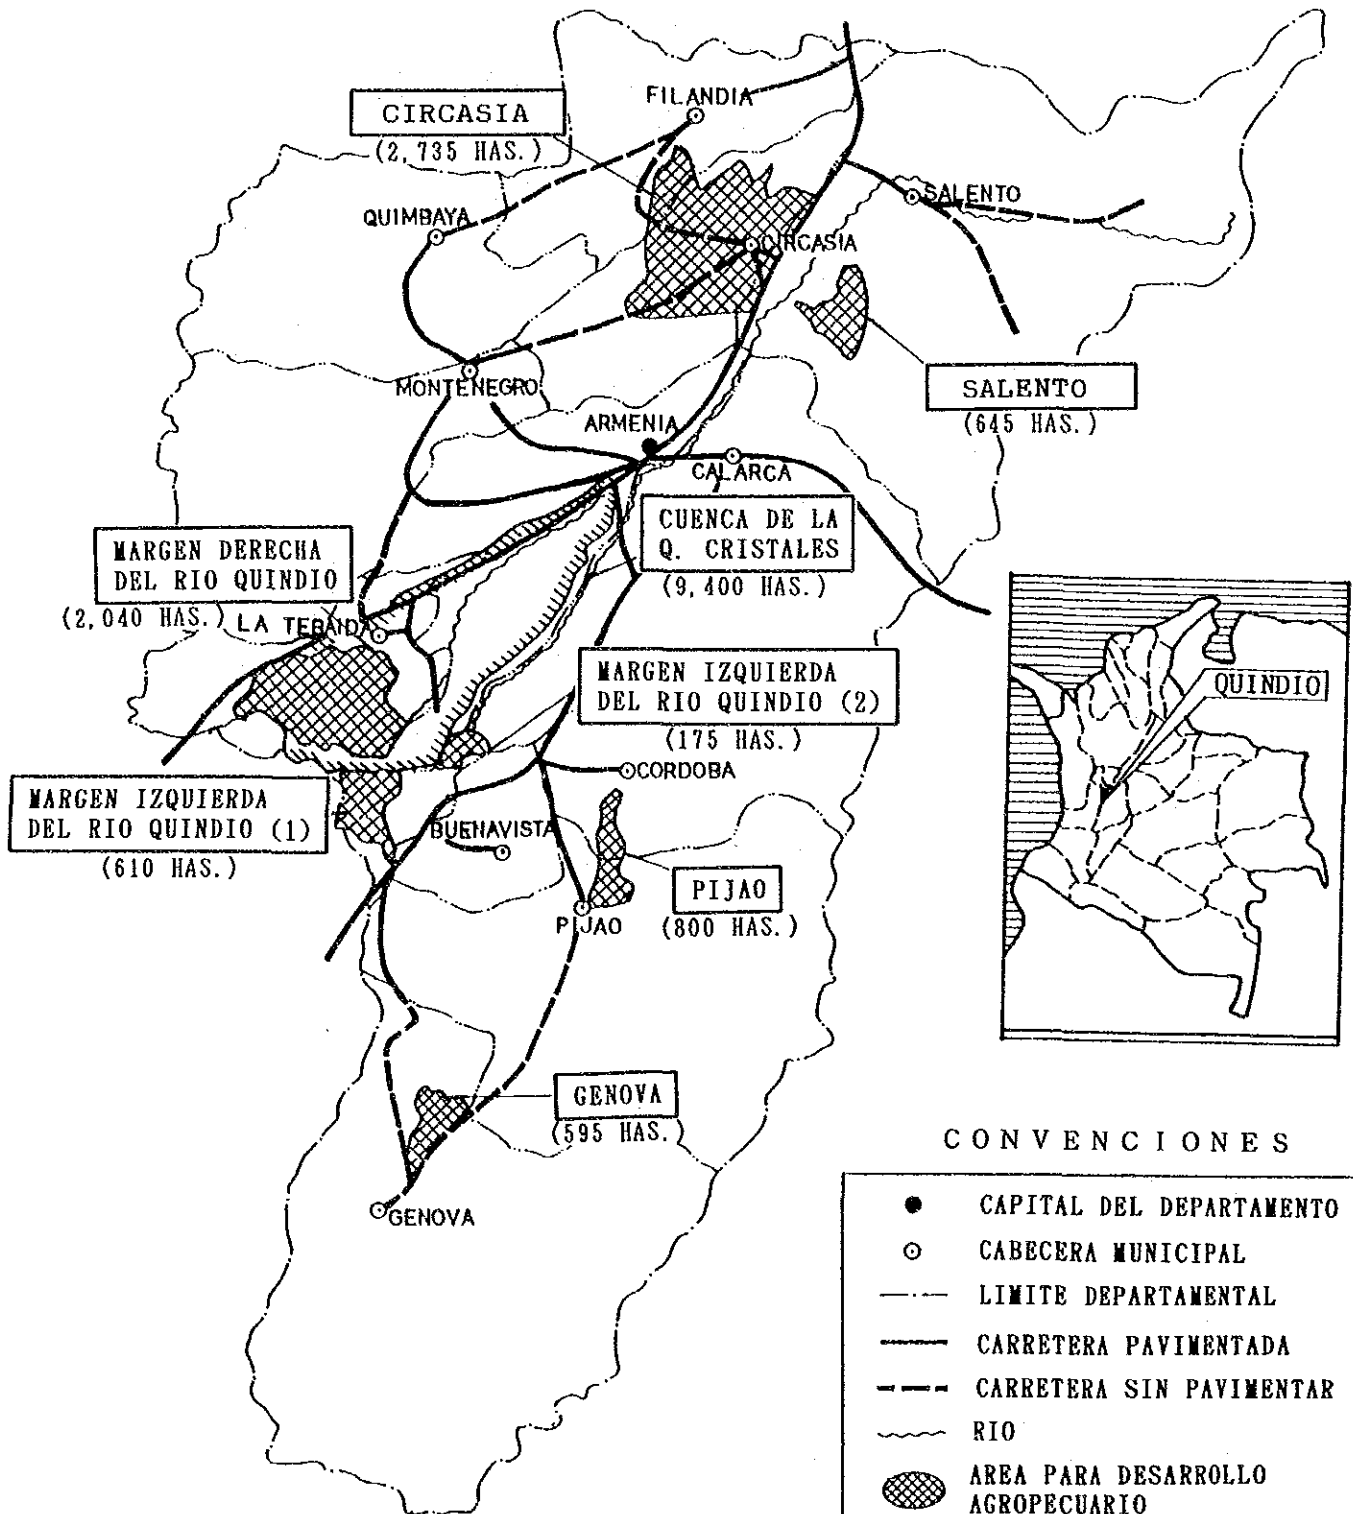 FILANDIA
CIRCASIA
(2,735 HAS.)
SALENTO
QUIMBAYA
CIRCASIA
MONTENEGRO
SALENTO
(645 HAS.)
ARMENIA
CALARCA
CUENCA DE LA
Q. CRISTALES
(9,400 HAS.)
MARGEN DERECHA
DEL RIO QUINDIO
(2,040 HAS.)
LA TEBAIDA
MARGEN IZQUIERDA
DEL RIO QUINDIO (2)
(175 HAS.)
QUINDIO
CORDOBA
MARGEN IZQUIERDA
DEL RIO QUINDIO (1)
(610 HAS.)
BUENAVISTA
PIJAO
(800 HAS.)
PIJAO
GENOVA
(595 HAS.)
GENOVA
CONVENCIONES
CAPITAL DEL DEPARTAMENTO
CABECERA MUNICIPAL
LIMITE DEPARTAMENTAL
CARRETERA PAVIMENTADA
CARRETERA SIN PAVIMENTAR
RIO
AREA PARA DESARROLLO
AGROPECUARIO